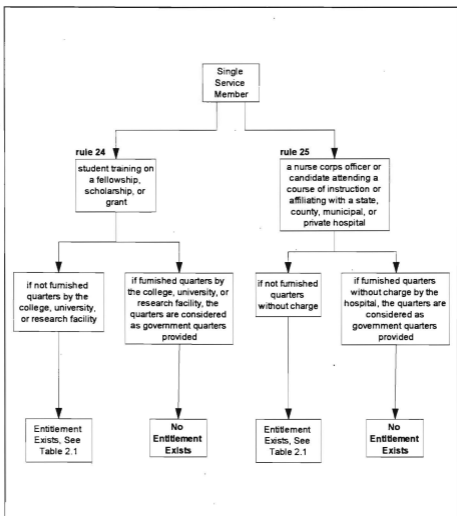 Single
Service
Member
rule 24
student training on
a fellowship,
scholarship, or
grant
rule 25
a nurse corps officer or
candidate attending a
course of instruction or
affiliating with a state,
county, municipal, or
private hospital
if not furnished
quarters by the
college, university,
or research facility
if furnished quarters by
the college, university, or
research facility, the
quarters are considered
as government quarters
provided
if not furnished
quarters
without charge
if furnished quarters
without charge by the
hospital, the quarters are
considered as
government quarters
provided
Entitlement
Exists, See
Table 2.1
No
Entitlement
Exists
Entitlement
Exists, See
Table 2.1
No
Entitlement
Exists